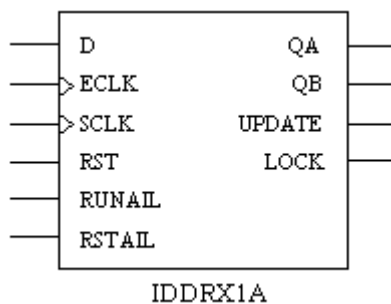 D QA
ECLK QB
SCLK UPDATE
RST LOCK
RUNAIL
RSTAIL
IDDRX1A